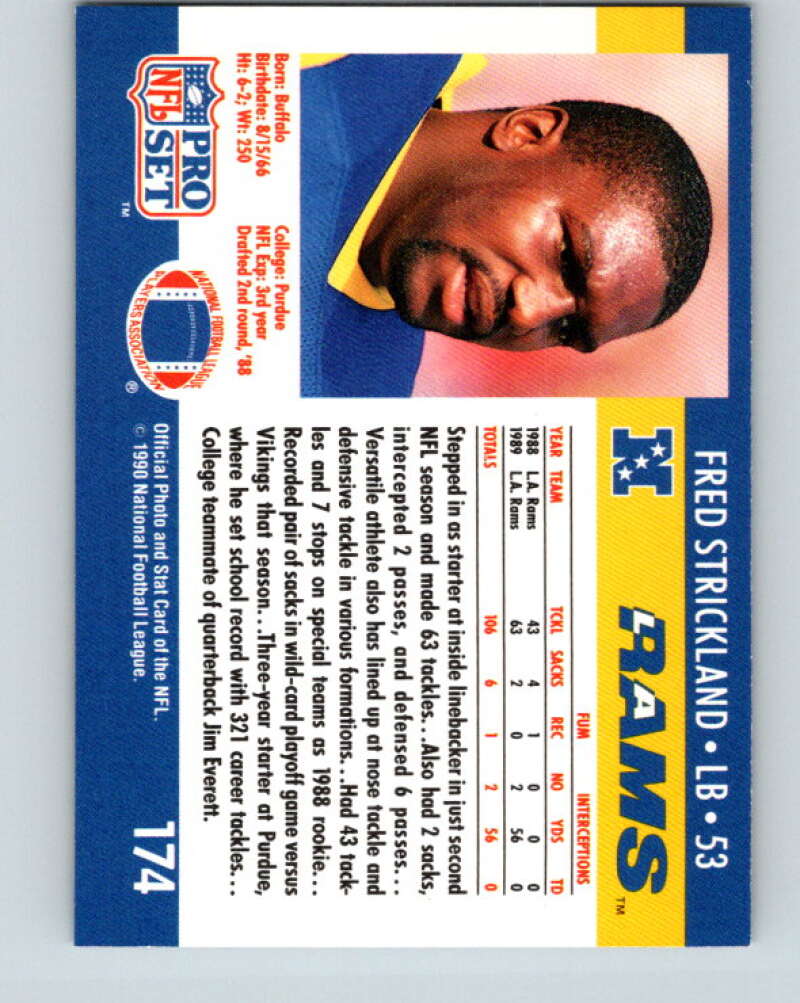 FRED STRICKLAND • LB • 53
L.A.
RAMS™
N
FUM INTERCEPTIONS
YEAR TEAM TCKL SACKS REC NO YDS TD
1988 L.A. Rams 43 4 1 0 0 0
1989 L.A. Rams 63 2 0 2 56 0
TOTALS 106 6 1 2 56 0
Stepped in as starter at inside linebacker in just second
NFL season and made 63 tackles...Also had 2 sacks,
intercepted 2 passes, and defensed 6 passes...
Versatile athlete also has lined up at nose tackle and
defensive tackle in various formations...Had 43 tack-
les and 7 stops on special teams as 1988 rookie...
Recorded pair of sacks in wild-card playoff game versus
Vikings that season...Three-year starter at Purdue,
where he set school record with 321 career tackles...
College teammate of quarterback Jim Everett.
Born: Buffalo
Birthdate: 8/15/66
Ht: 6-2; Wt: 250
College: Purdue
NFL Exp: 3rd year
Drafted 2nd round, '88
PRO
NFL SET
™
NATIONAL FOOTBALL LEAGUE
PLAYERS ASSOCIATION
®
Official Photo and Stat Card of the NFL.
© 1990 National Football League.
174